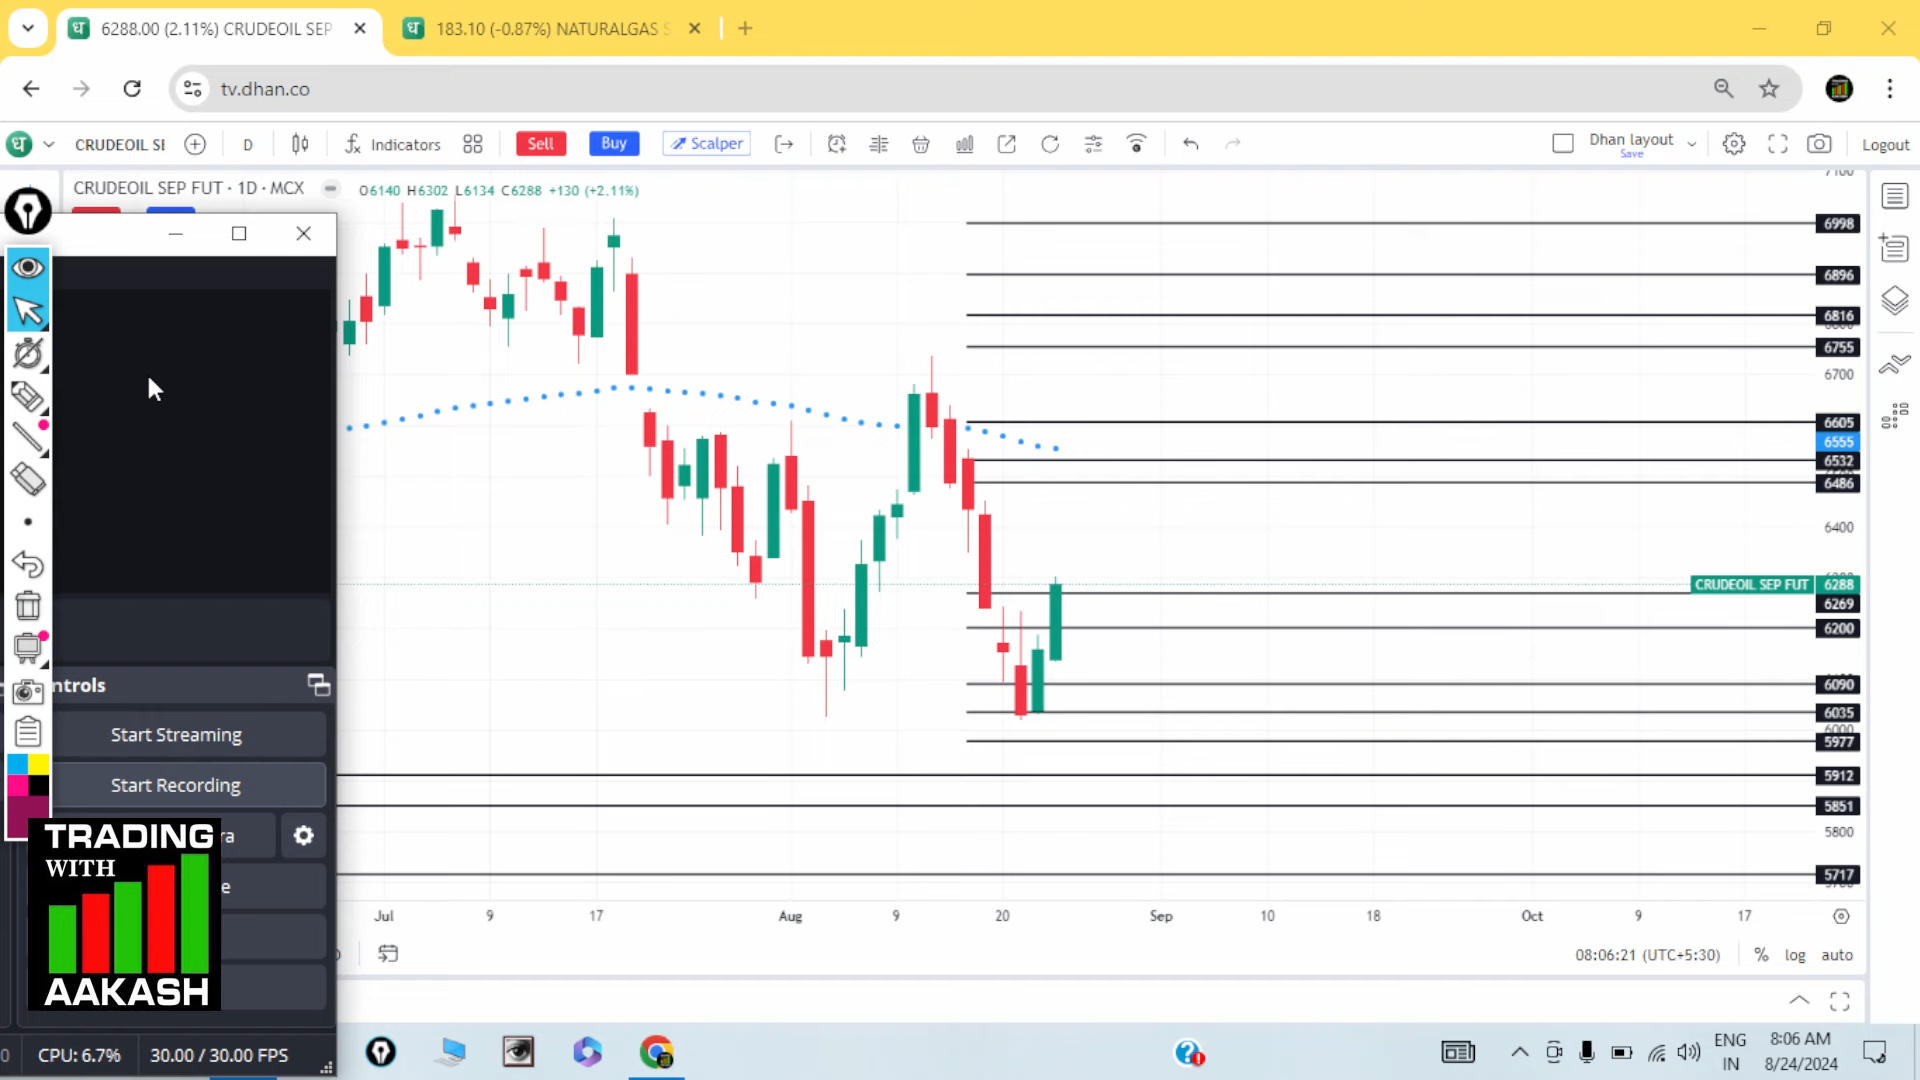 6288.00 (2.11%) CRUDEOIL SEP
183.10 (-0.87%) NATURALGAS S
tv.dhan.co
CRUDEOIL SE
D
Indicators
Sell
Buy
Scalper
Dhan layout
Save
Logout
CRUDEOIL SEP FUT · 1D · MCX
O6140 H6302 L6134 C6288 +130 (+2.11%)
7100
6998
6896
6816
6755
6700
6605
6555
6532
6486
6400
CRUDEOIL SEP FUT 6288
6269
6200
6090
6035
6000
5977
5912
5851
5800
5717
Jul
9
17
Aug
9
20
Sep
10
18
Oct
9
17
08:06:21 (UTC+5:30)
%
log
auto
ntrols
Start Streaming
Start Recording
ra
e
TRADING
WITH
AAKASH
0
CPU: 6.7%
30.00 / 30.00 FPS
ENG
IN
8:06 AM
8/24/2024